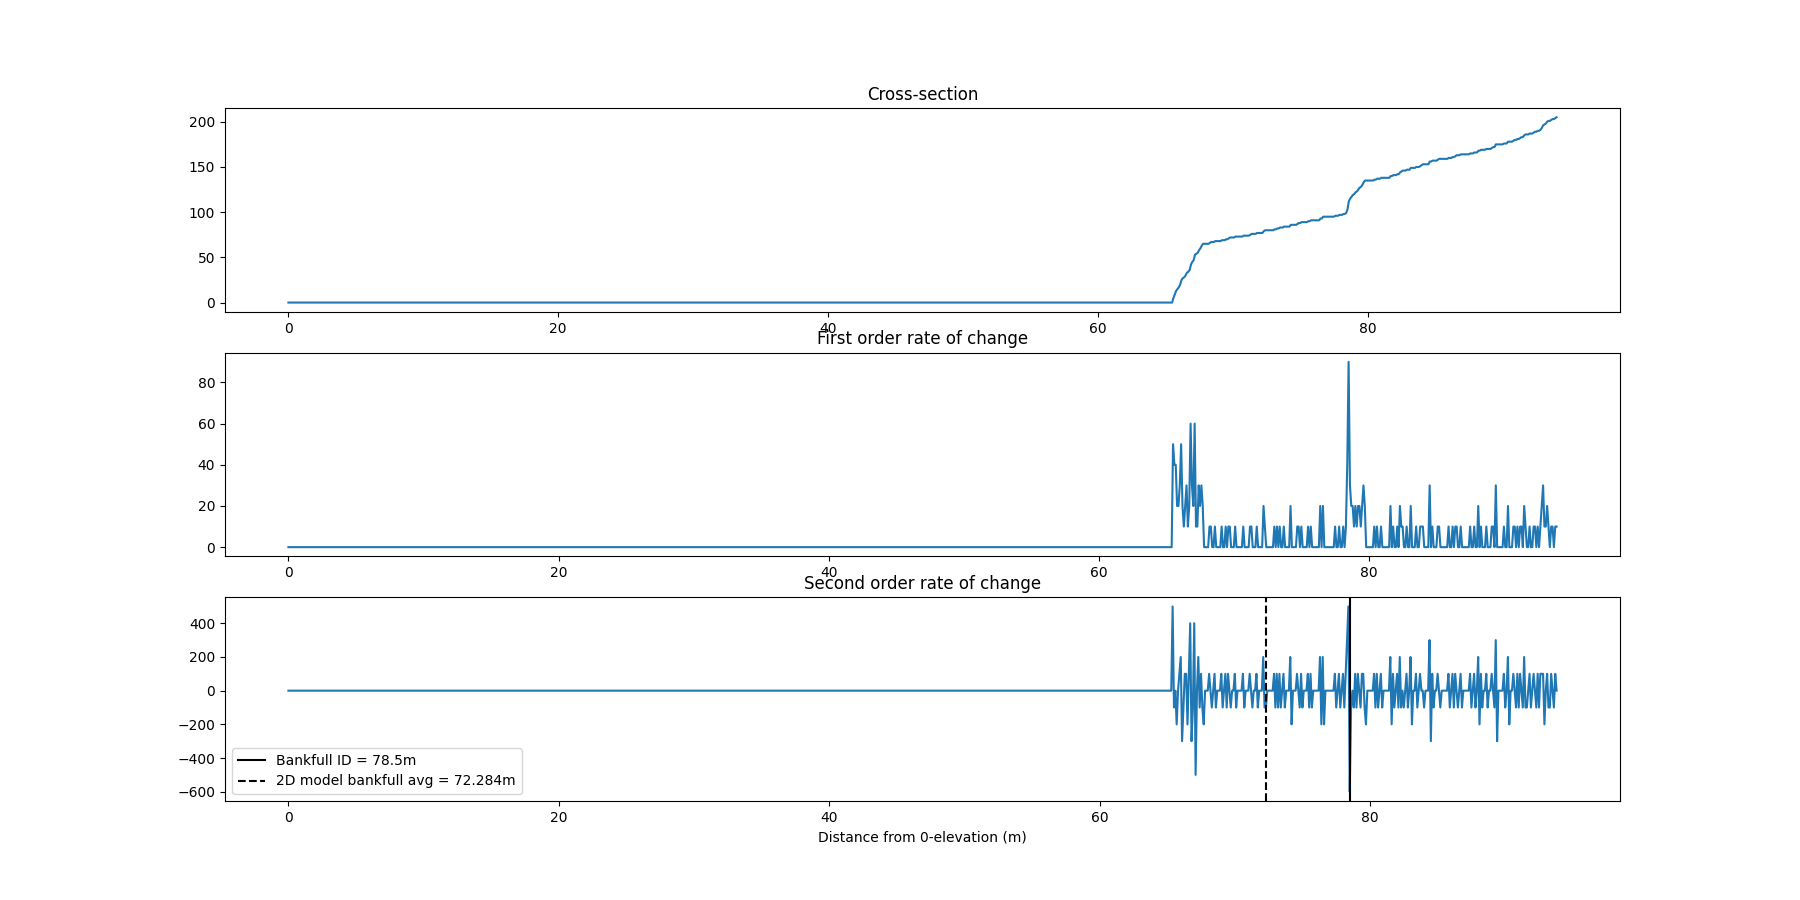 Cross-section
200
150
100
50
0
0 20 40 60 80
First order rate of change
80
60
40
20
0
0 20 40 60 80
Second order rate of change
400
200
0
−200
−400
−600
Bankfull ID = 78.5m
2D model bankfull avg = 72.284m
0 20 40 60 80
Distance from 0-elevation (m)